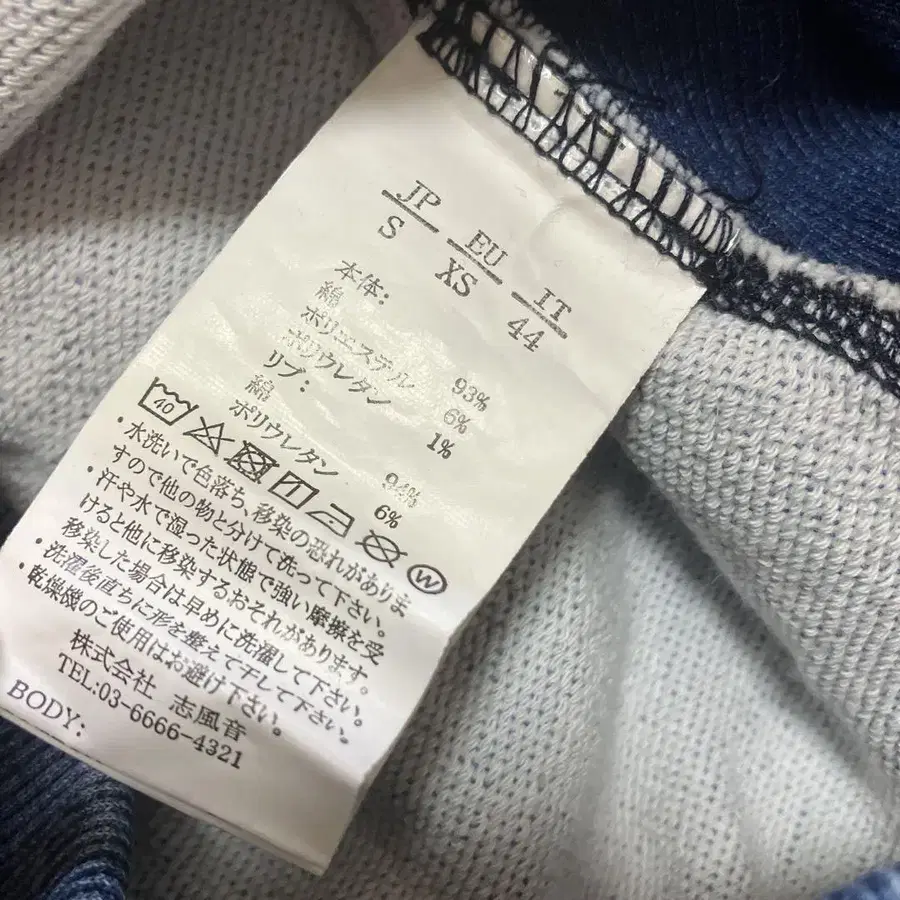 JP EU IT
S XS 44
本体:
綿 93%
ポリエステル 6%
ポリウレタン 1%
リブ:
綿 94%
ポリウレタン 6%
40 W
・水洗いで色落ち、移染の恐れがありま
すので他の物と分けて洗って下さい。
・汗や水で湿った状態で強い摩擦を受
けると他に移染するおそれがあります。
移染した場合は早めに洗濯して下さい。
・洗濯後直ちに形を整えて干して下さい。
・乾燥機のご使用はお避け下さい。
株式会社 志風音
TEL:03-6666-4321
BODY: